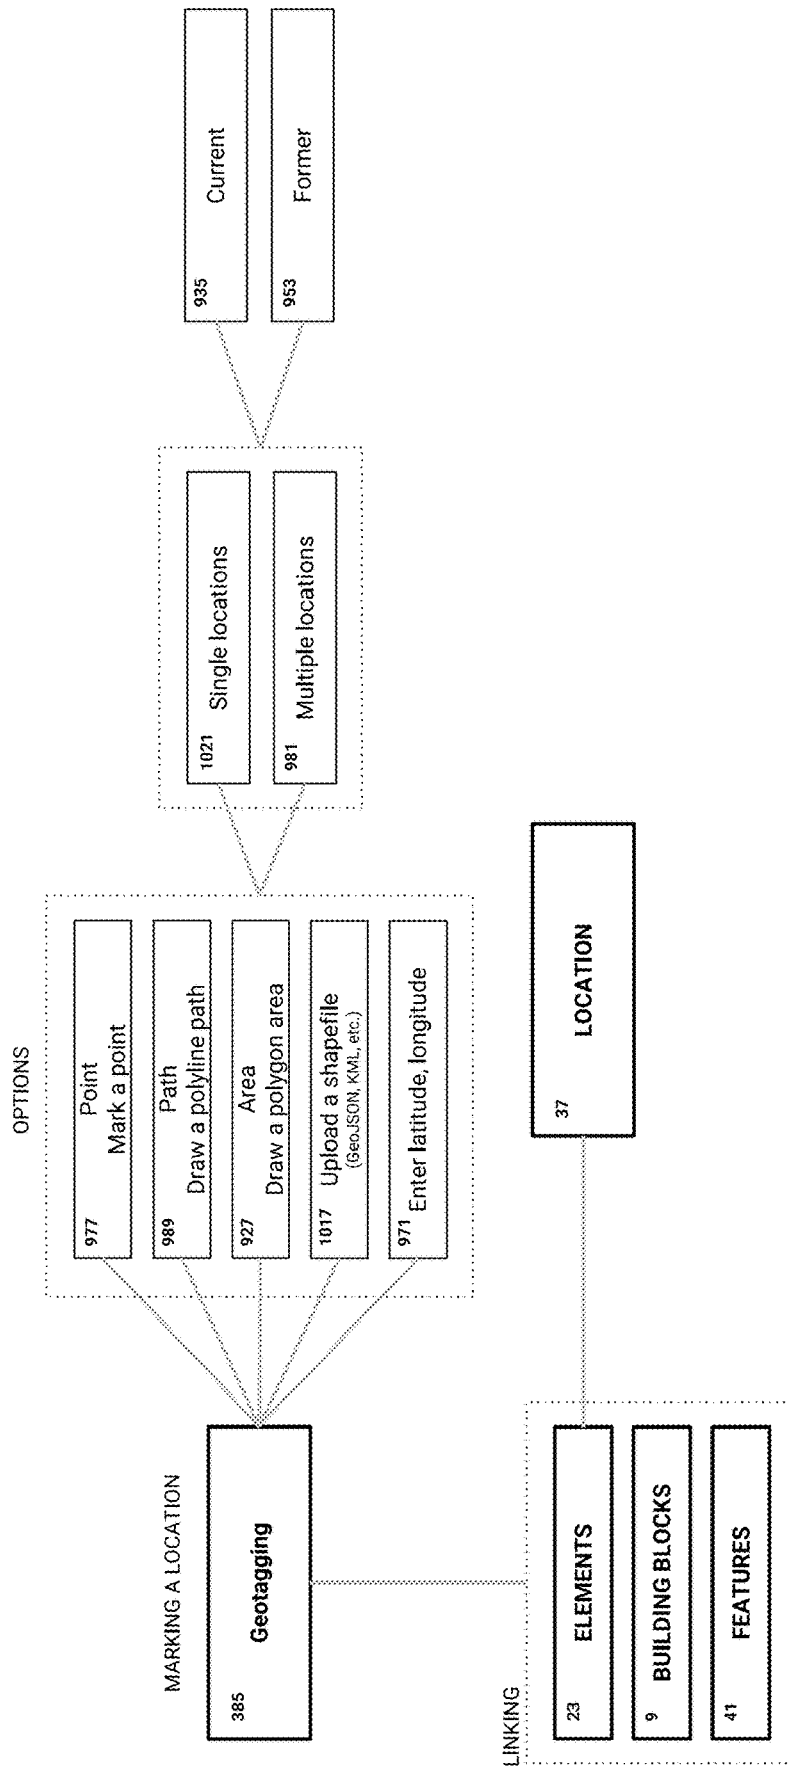 MARKING A LOCATION
385
Geotagging
OPTIONS
977
Point
Mark a point
989
Path
Draw a polyline path
927
Area
Draw a polygon area
1017
Upload a shapefile
(GeoJSON, KML, etc.)
971
Enter latitude, longitude
1021
Single locations
981
Multiple locations
935
Current
953
Former
LINKING
23
ELEMENTS
9
BUILDING BLOCKS
41
FEATURES
37
LOCATION